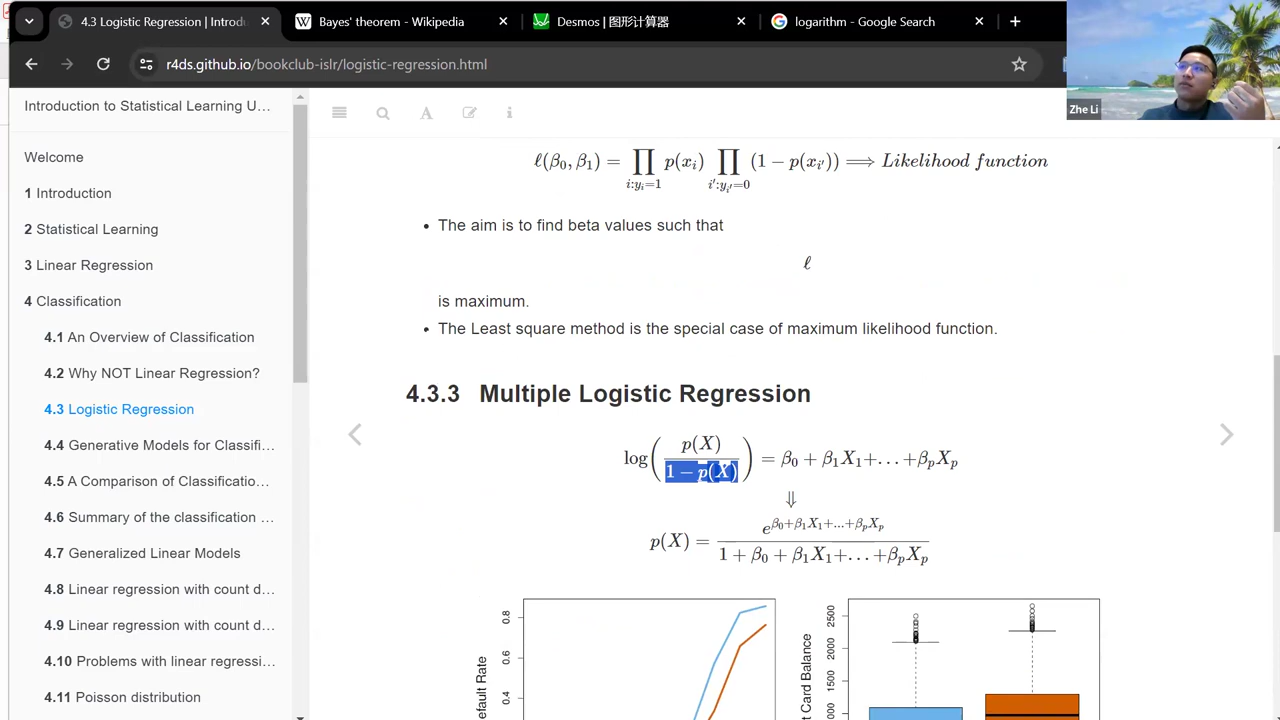 4.3 Logistic Regression | Introdu
Bayes' theorem - Wikipedia
Desmos | 图形计算器
logarithm - Google Search
r4ds.github.io/bookclub-islr/logistic-regression.html
Zhe Li
Introduction to Statistical Learning U...
Welcome
1 Introduction
2 Statistical Learning
3 Linear Regression
4 Classification
4.1 An Overview of Classification
4.2 Why NOT Linear Regression?
4.3 Logistic Regression
4.4 Generative Models for Classifi...
4.5 A Comparison of Classificatio...
4.6 Summary of the classification ...
4.7 Generalized Linear Models
4.8 Linear regression with count d...
4.9 Linear regression with count d...
4.10 Problems with linear regressi...
4.11 Poisson distribution
ℓ(β₀, β₁) = ∏_{i:y_i=1} p(x_i) ∏_{i′:y_{i′}=0} (1 − p(x_{i′})) ⟹ Likelihood function
• The aim is to find beta values such that
ℓ
is maximum.
• The Least square method is the special case of maximum likelihood function.
4.3.3 Multiple Logistic Regression
log( p(X) / 1 − p(X) ) = β₀ + β₁X₁+…+β_pX_p
⇓
p(X) = e^{β₀+β₁X₁+…+β_pX_p} / 1 + β₀ + β₁X₁+…+β_pX_p
0.8
0.6
0.4
efault Rate
2500
2000
1500
000
t Card Balance